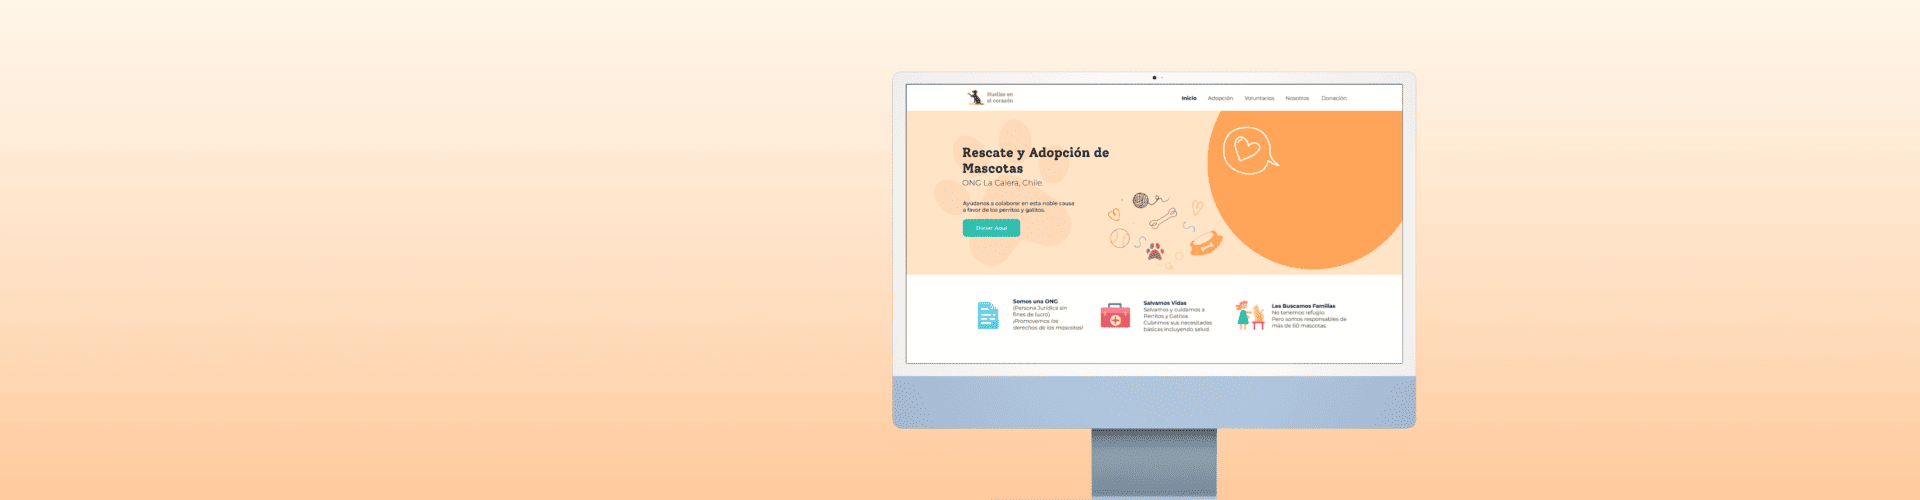 Huellas en
el corazón
Inicio Adopción Voluntarios Nosotros Donación
Rescate y Adopción de
Mascotas
ONG La Calera, Chile.
Ayúdanos a colaborar en esta noble causa
a favor de los perritos y gatitos.
Donar Aquí
Somos una ONG
(Persona Jurídica sin
fines de lucro)
¡Promovemos los
derechos de las mascotas!
Salvamos Vidas
Salvamos y cuidamos a
Perritos y Gatitos
Cubrimos sus necesidades
básicas incluyendo salud.
Les Buscamos Familias
No tenemos refugio.
Pero somos responsables de
más de 60 mascotas.